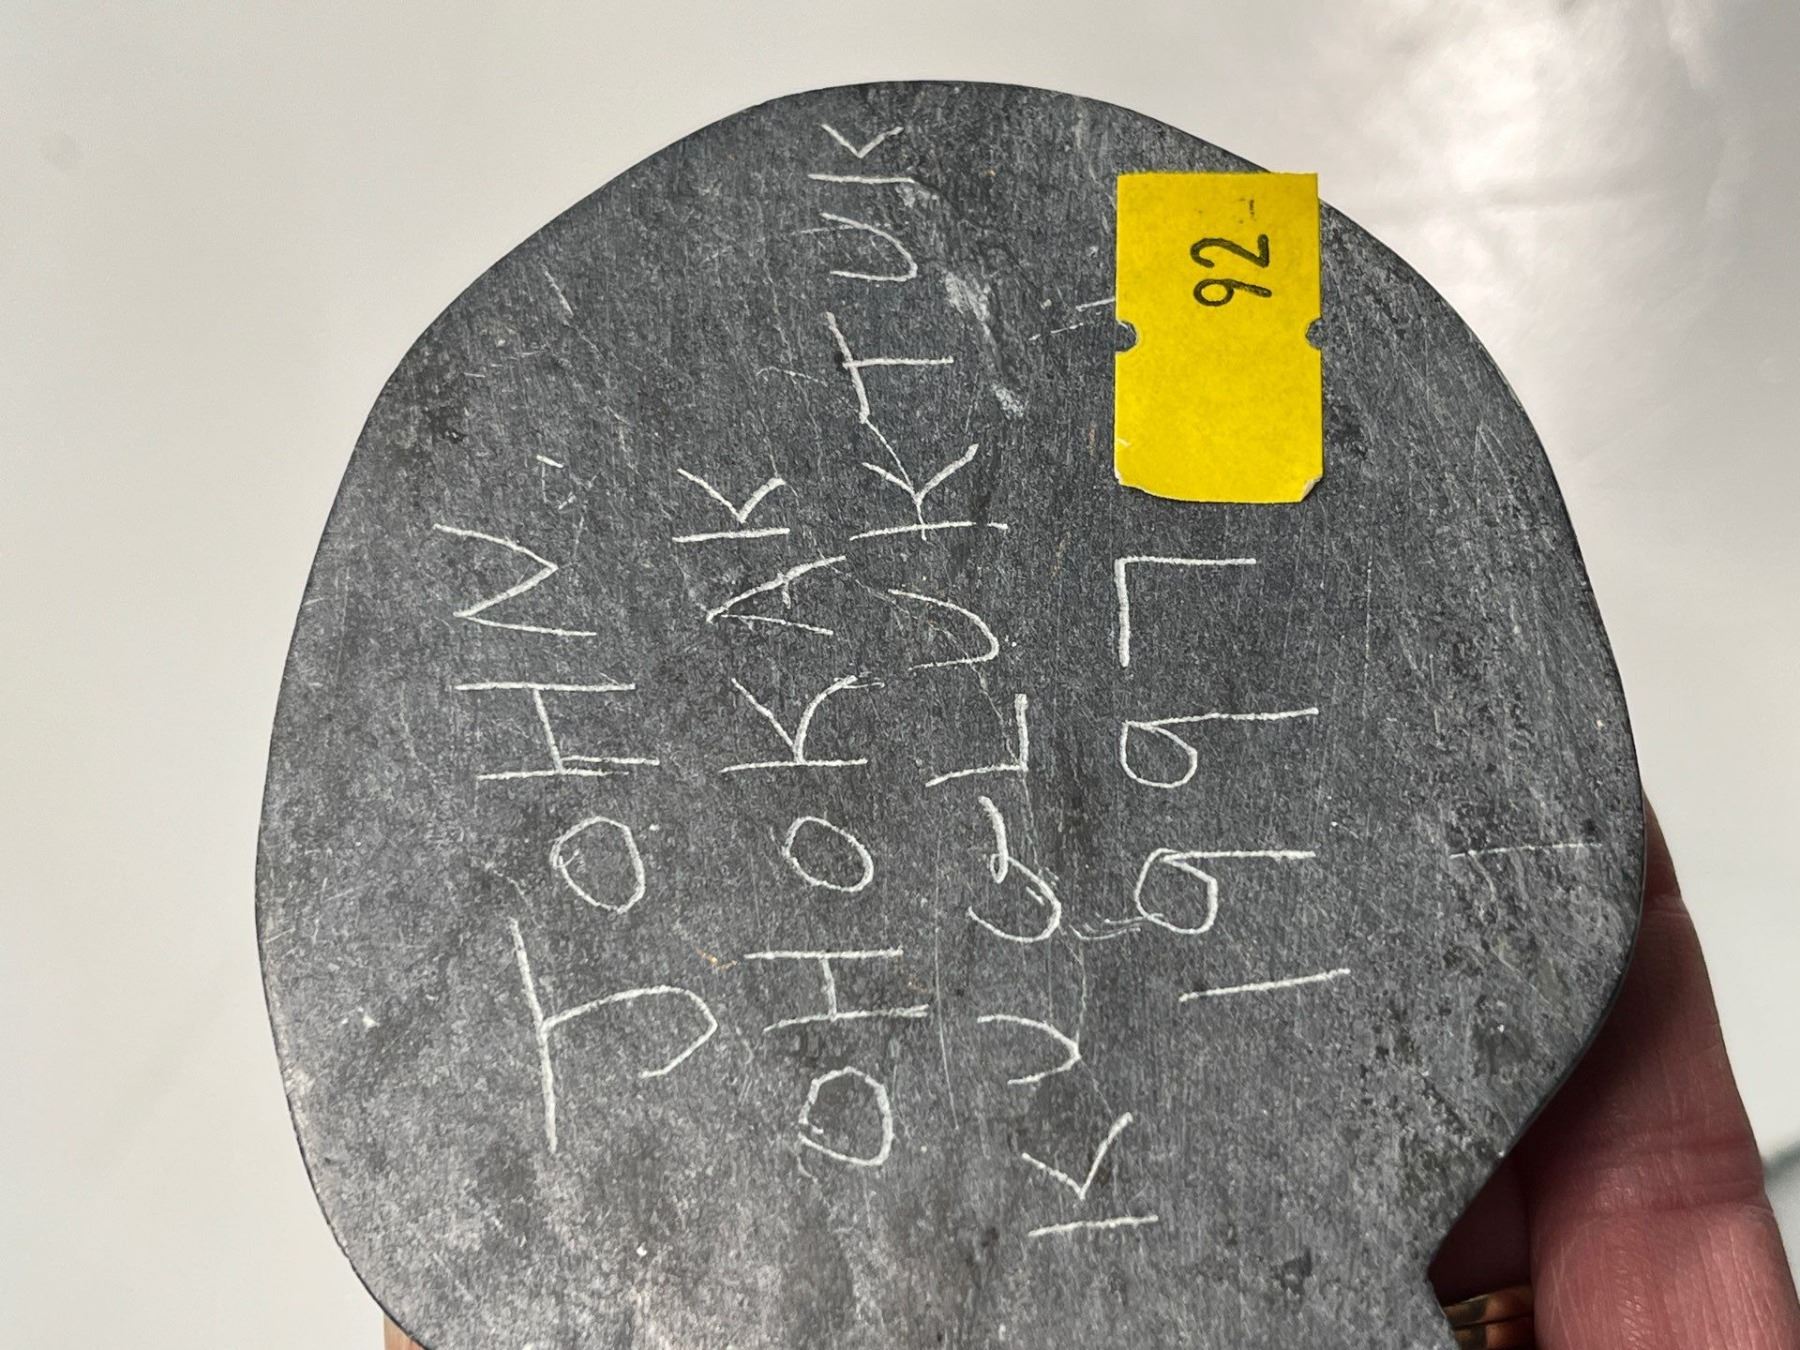 JOHN
OHOKAK
KUGLUKTUK
1997
92.-